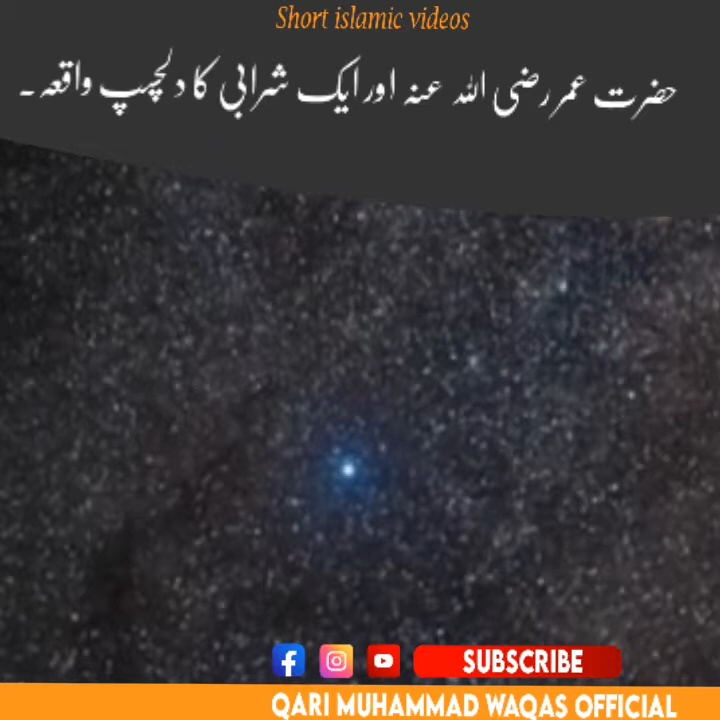 Short islamic videos
حضرت عمر رضی اللہ عنہ اور ایک شرابی کا دلچسپ واقعہ۔
SUBSCRIBE
QARI MUHAMMAD WAQAS OFFICIAL